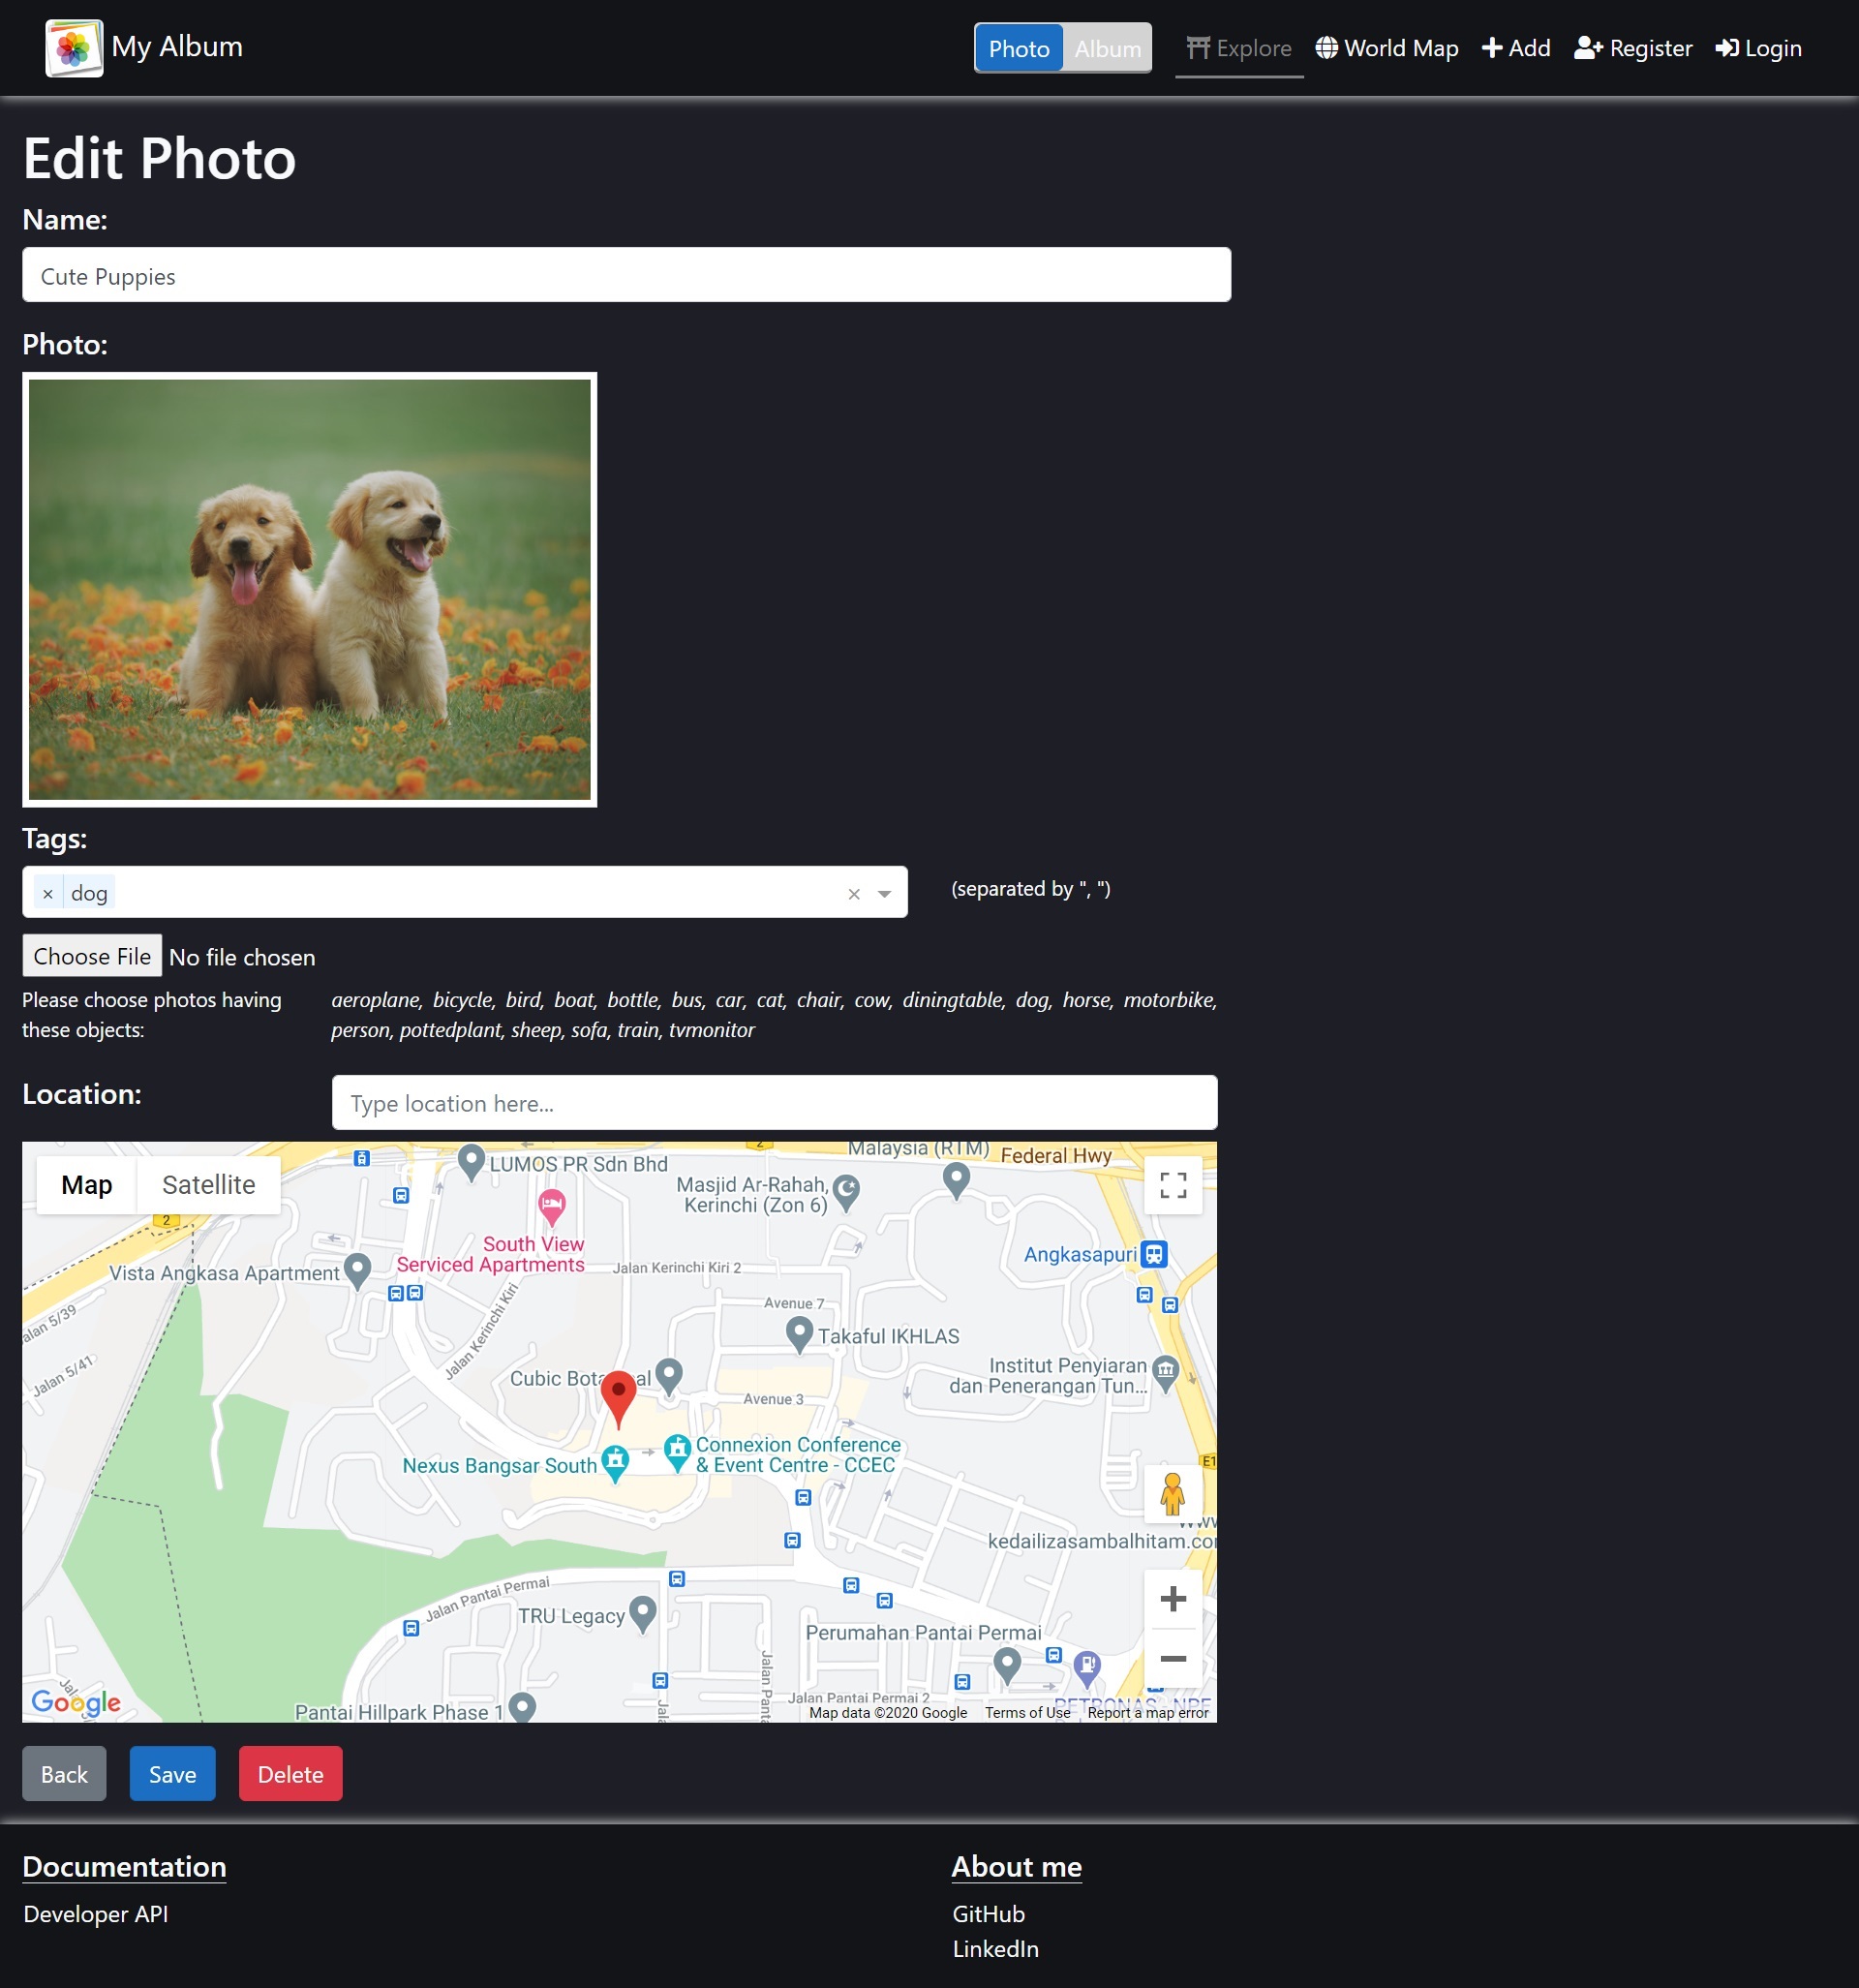 My Album
Photo
Album
Explore
World Map
Add
Register
Login
Edit Photo
Name:
Cute Puppies
Photo:
Tags:
× dog
×
(separated by ", ")
Choose File No file chosen
Please choose photos having
these objects:
aeroplane, bicycle, bird, boat, bottle, bus, car, cat, chair, cow, diningtable, dog, horse, motorbike,
person, pottedplant, sheep, sofa, train, tvmonitor
Location:
Type location here...
Map
Satellite
2
LUMOS PR Sdn Bhd
Malaysia (RTM)
2
Federal Hwy
Masjid Ar-Rahah,
Kerinchi (Zon 6)
South View
Serviced Apartments
Vista Angkasa Apartment
Jalan Kerinchi Kiri 2
Angkasapuri
Avenue 7
Jalan Kerinchi Kiri
Takaful IKHLAS
alan 5/39
Jalan 5/41
Institut Penyiaran
dan Penerangan Tun...
Cubic Bota
al
Avenue 3
Connexion Conference
& Event Centre - CCEC
Nexus Bangsar South
E1
kedailizasambalhitam.co
Jalan Pantai Permai
TRU Legacy
Perumahan Pantai Permai
Jalan Pant
Jalan Pantai Permai 2
PETRONAS - NPE
Pantai Hillpark Phase 1
Google
Map data ©2020 Google
Terms of Use
Report a map error
Back
Save
Delete
Documentation
Developer API
About me
GitHub
LinkedIn